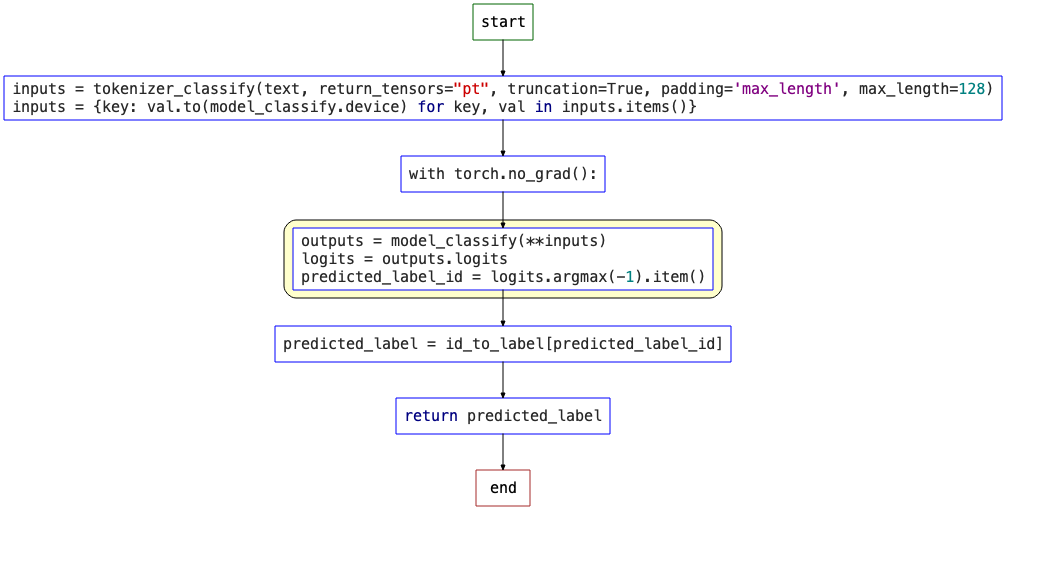 start
inputs = tokenizer_classify(text, return_tensors="pt", truncation=True, padding='max_length', max_length=128)
inputs = {key: val.to(model_classify.device) for key, val in inputs.items()}
with torch.no_grad():
outputs = model_classify(**inputs)
logits = outputs.logits
predicted_label_id = logits.argmax(-1).item()
predicted_label = id_to_label[predicted_label_id]
return predicted_label
end